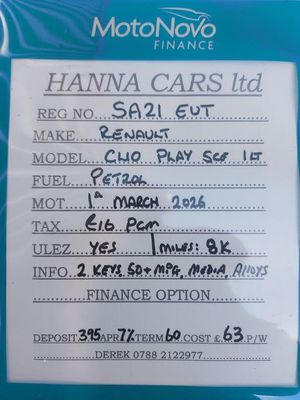 MotoNovo
FINANCE
HANNA CARS ltd
REG NO. SA21 EUT
MAKE RENAULT
MODEL CLIO PLAY SCE 1LT
FUEL PETROL
MOT 1st MARCH 2026
TAX £16 PCM
ULEZ YES | MILES: 8K
INFO. 2 KEYS, 50+MPG, MEDIA, ALLOYS
FINANCE OPTION
DEPOSIT 395 APR 7% TERM 60 COST £ 63 P/W
DEREK 0788 2122977